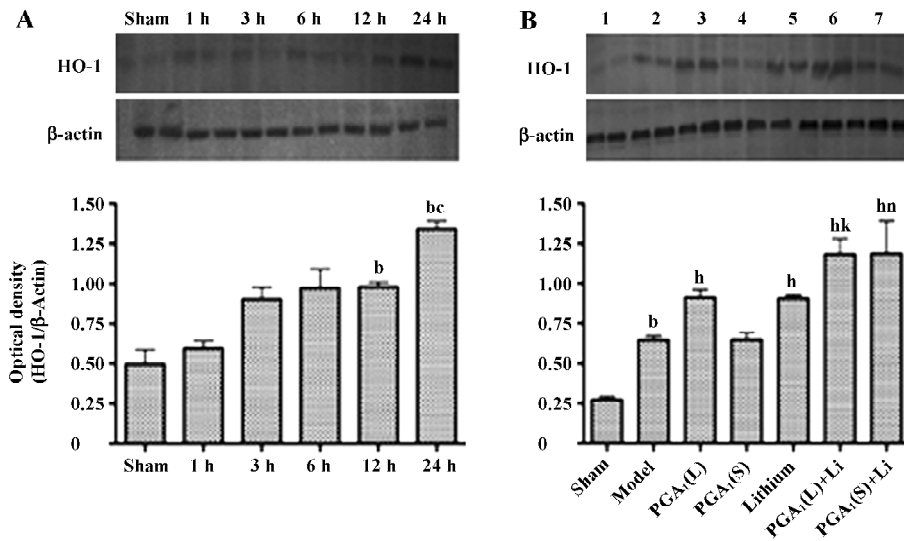 A
Sham 1 h 3 h 6 h 12 h 24 h
HO-1
β-actin
Optical density
(HO-1/β-Actin)
1.50
1.25
1.00
0.75
0.50
0.25
0
b
bc
Sham 1 h 3 h 6 h 12 h 24 h
B
1 2 3 4 5 6 7
HO-1
β-actin
1.50
1.25
1.00
0.75
0.50
0.25
0
b
h
h
hk
hn
Sham
Model
PGA₁(L)
PGA₁(S)
Lithium
PGA₁(L)+Li
PGA₁(S)+Li